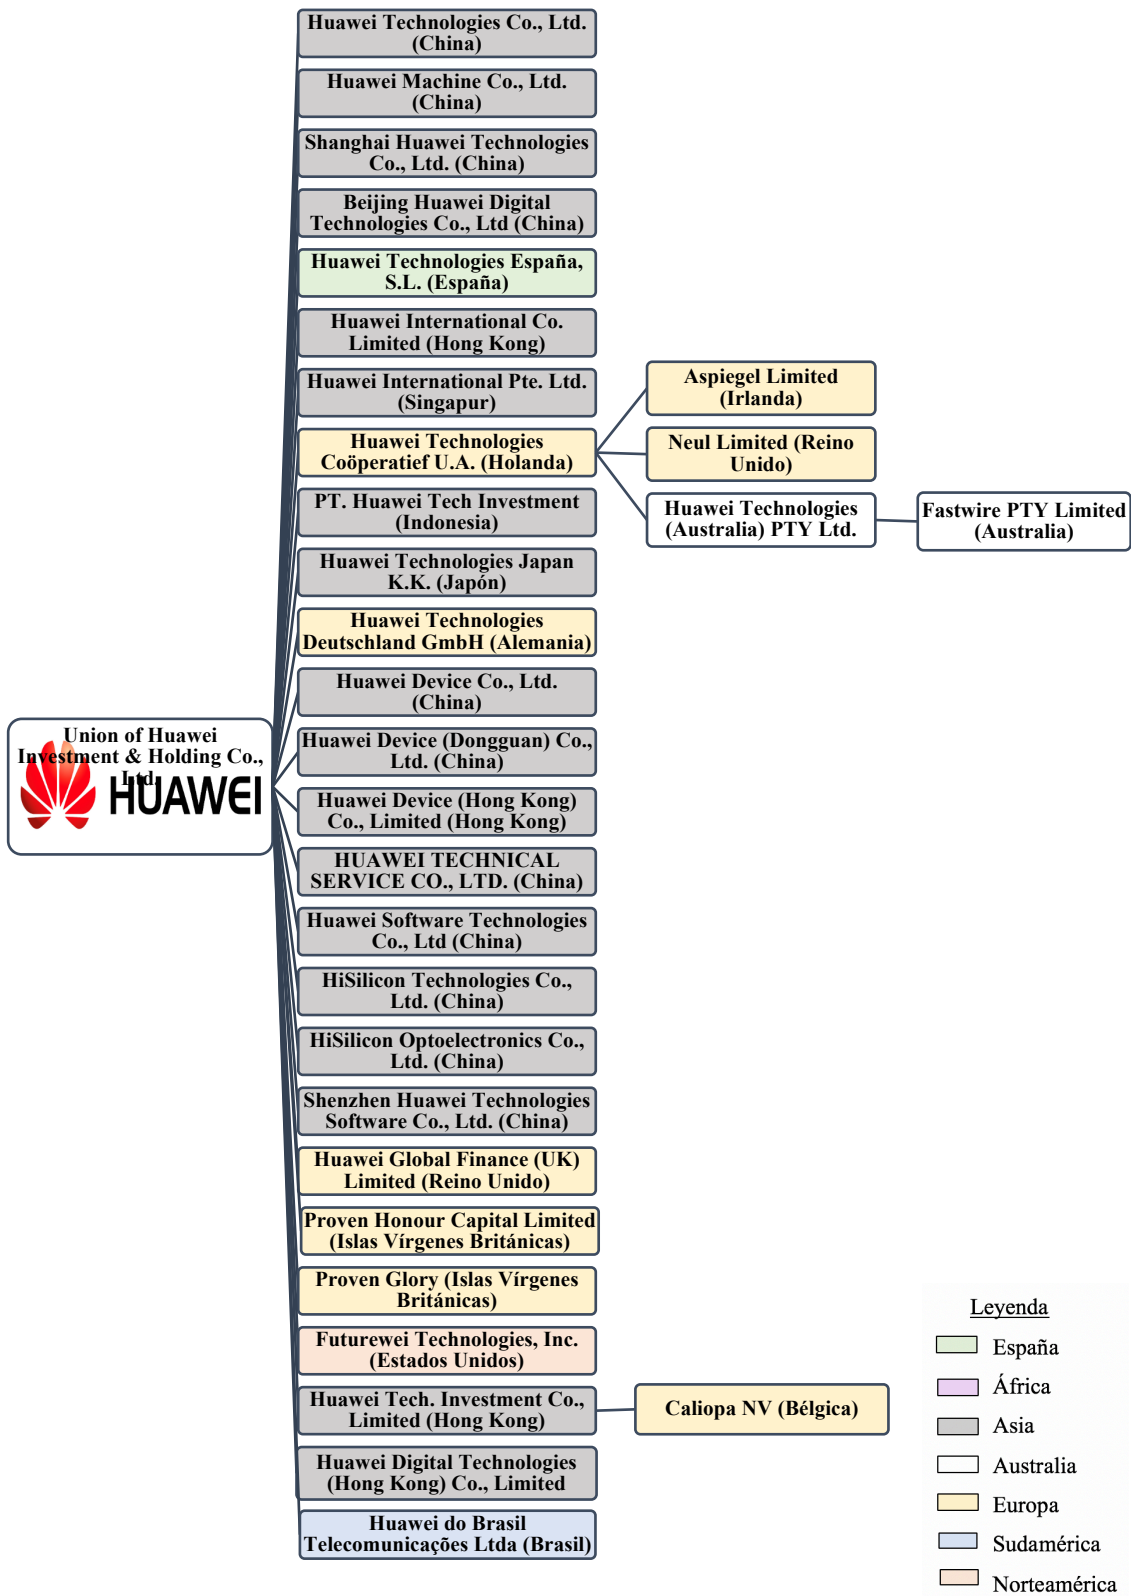 Huawei Technologies Co., Ltd.
(China)
Huawei Machine Co., Ltd.
(China)
Shanghai Huawei Technologies
Co., Ltd. (China)
Beijing Huawei Digital
Technologies Co., Ltd (China)
Huawei Technologies España,
S.L. (España)
Huawei International Co.
Limited (Hong Kong)
Huawei International Pte. Ltd.
(Singapur)
Huawei Technologies
Coöperatief U.A. (Holanda)
Aspiegel Limited
(Irlanda)
Neul Limited (Reino
Unido)
Huawei Technologies
(Australia) PTY Ltd.
Fastwire PTY Limited
(Australia)
PT. Huawei Tech Investment
(Indonesia)
Huawei Technologies Japan
K.K. (Japón)
Huawei Technologies
Deutschland GmbH (Alemania)
Huawei Device Co., Ltd.
(China)
Union of Huawei
Investment & Holding Co.,
Ltd.
HUAWEI
Huawei Device (Dongguan) Co.,
Ltd. (China)
Huawei Device (Hong Kong)
Co., Limited (Hong Kong)
HUAWEI TECHNICAL
SERVICE CO., LTD. (China)
Huawei Software Technologies
Co., Ltd (China)
HiSilicon Technologies Co.,
Ltd. (China)
HiSilicon Optoelectronics Co.,
Ltd. (China)
Shenzhen Huawei Technologies
Software Co., Ltd. (China)
Huawei Global Finance (UK)
Limited (Reino Unido)
Proven Honour Capital Limited
(Islas Vírgenes Británicas)
Proven Glory (Islas Vírgenes
Británicas)
Futurewei Technologies, Inc.
(Estados Unidos)
Huawei Tech. Investment Co.,
Limited (Hong Kong)
Caliopa NV (Bélgica)
Huawei Digital Technologies
(Hong Kong) Co., Limited
Huawei do Brasil
Telecomunicações Ltda (Brasil)
Leyenda
España
África
Asia
Australia
Europa
Sudamérica
Norteamérica